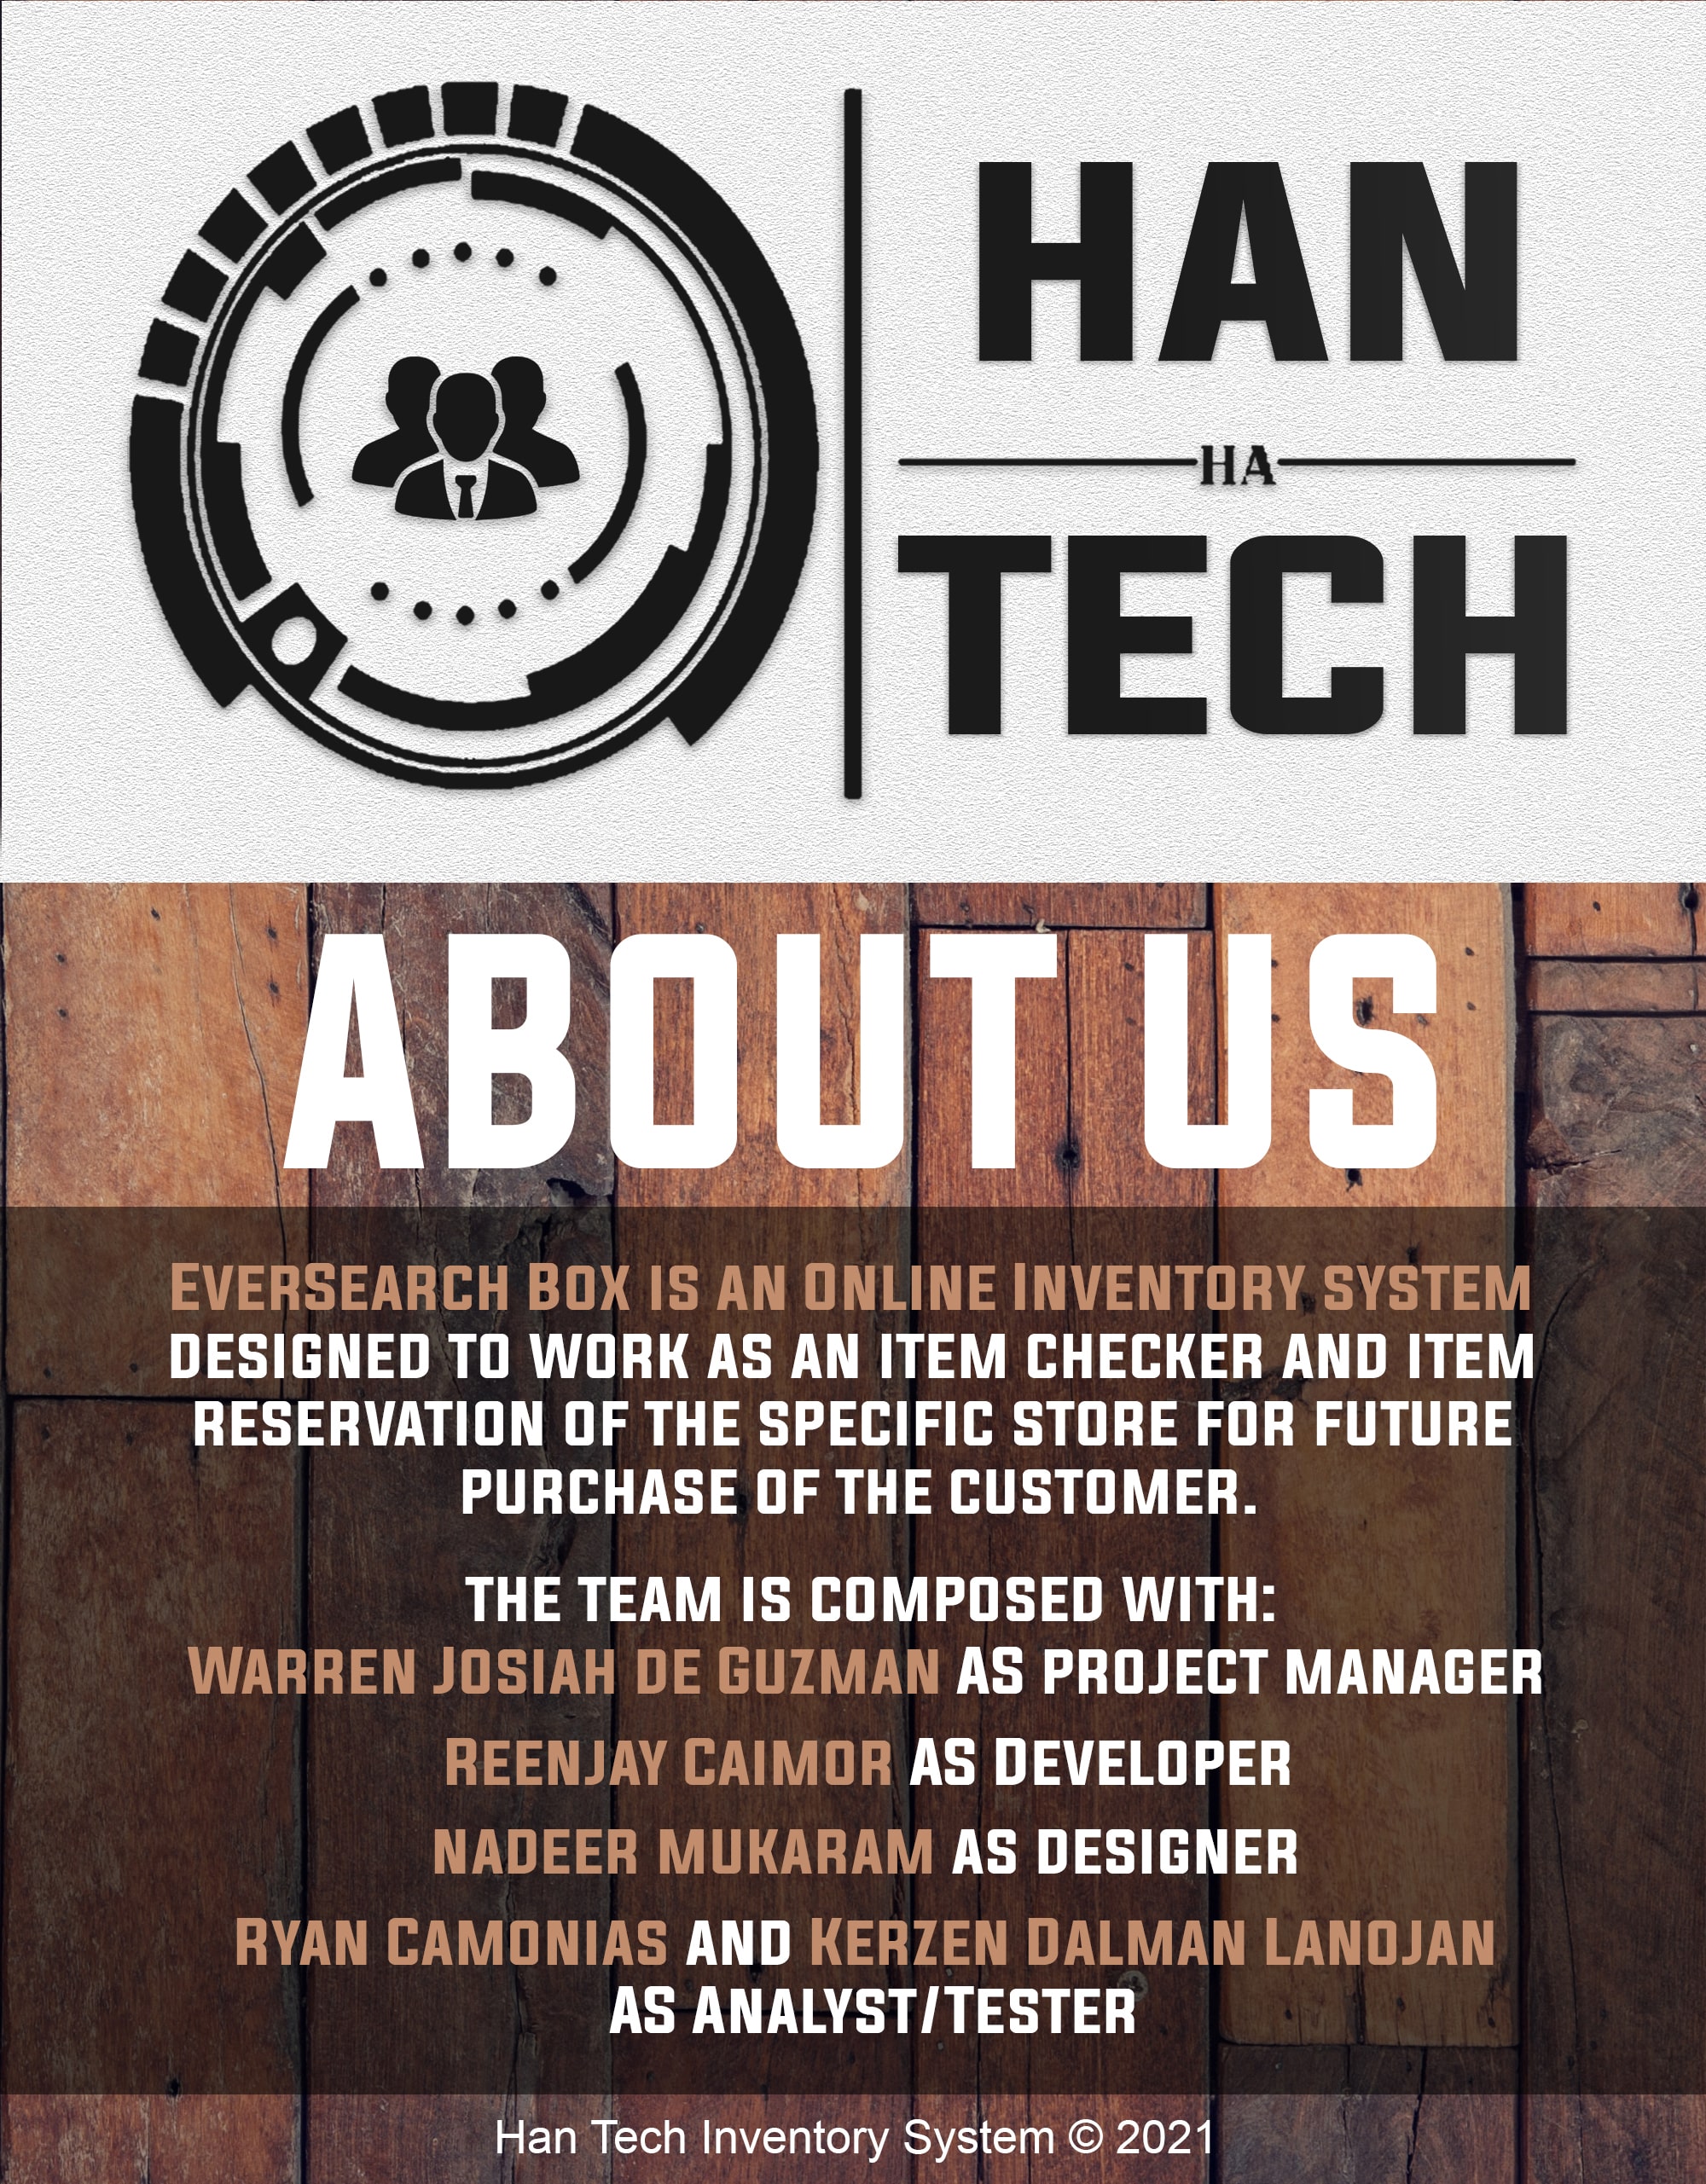 HAN
HA
TECH
ABOUT US
EverSearch Box is an Online Inventory system
designed to work as an item checker and item
reservation of the specific store for future
purchase of the customer.
the team is composed with:
Warren Josiah de Guzman As project manager
Reenjay Caimor As Developer
nadeer mukaram as designer
Ryan Camonias and Kerzen Dalman Lanojan
as Analyst/Tester
Han Tech Inventory System © 2021